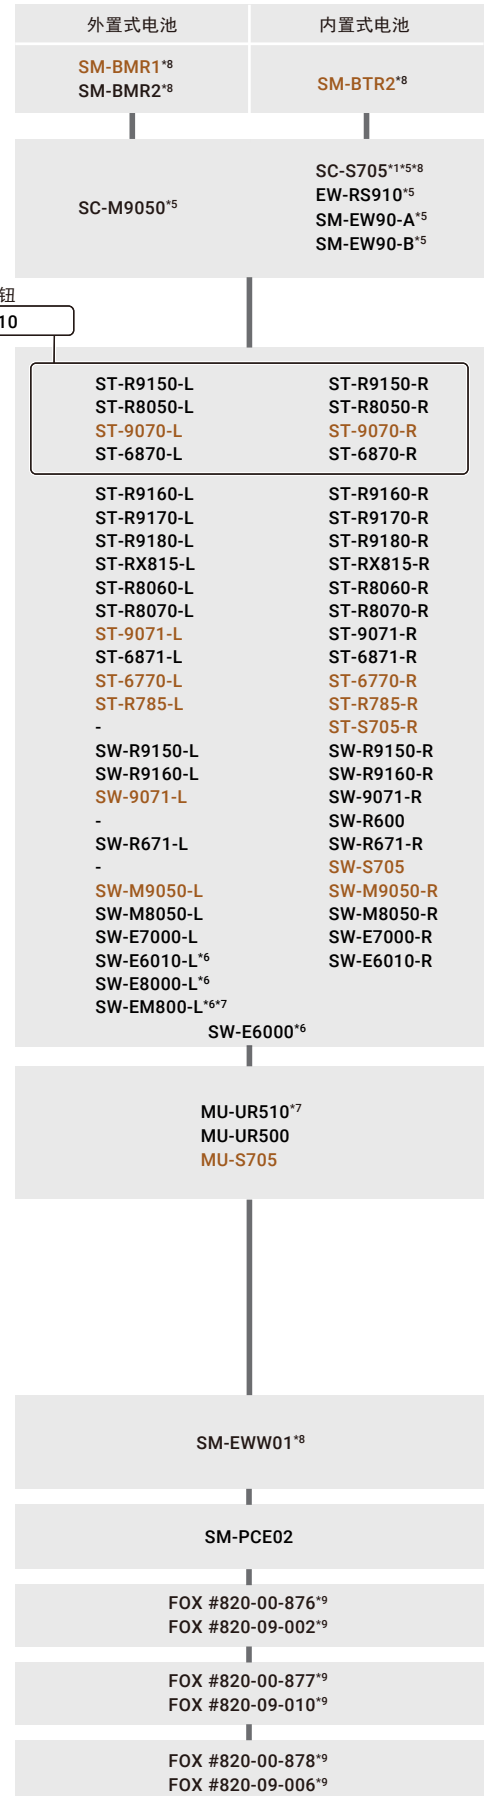 外置式电池 内置式电池
SM-BMR1*8
SM-BMR2*8
SM-BTR2*8
SC-M9050*5
SC-S705*1*5*8
EW-RS910*5
SM-EW90-A*5
SM-EW90-B*5
钮
10
ST-R9150-L ST-R9150-R
ST-R8050-L ST-R8050-R
ST-9070-L ST-9070-R
ST-6870-L ST-6870-R
ST-R9160-L ST-R9160-R
ST-R9170-L ST-R9170-R
ST-R9180-L ST-R9180-R
ST-RX815-L ST-RX815-R
ST-R8060-L ST-R8060-R
ST-R8070-L ST-R8070-R
ST-9071-L ST-9071-R
ST-6871-L ST-6871-R
ST-6770-L ST-6770-R
ST-R785-L ST-R785-R
- ST-S705-R
SW-R9150-L SW-R9150-R
SW-R9160-L SW-R9160-R
SW-9071-L SW-9071-R
- SW-R600
SW-R671-L SW-R671-R
- SW-S705
SW-M9050-L SW-M9050-R
SW-M8050-L SW-M8050-R
SW-E7000-L SW-E7000-R
SW-E6010-L*6 SW-E6010-R
SW-E8000-L*6
SW-EM800-L*6*7
SW-E6000*6
MU-UR510*7
MU-UR500
MU-S705
SM-EWW01*8
SM-PCE02
FOX #820-00-876*9
FOX #820-09-002*9
FOX #820-00-877*9
FOX #820-09-010*9
FOX #820-00-878*9
FOX #820-09-006*9